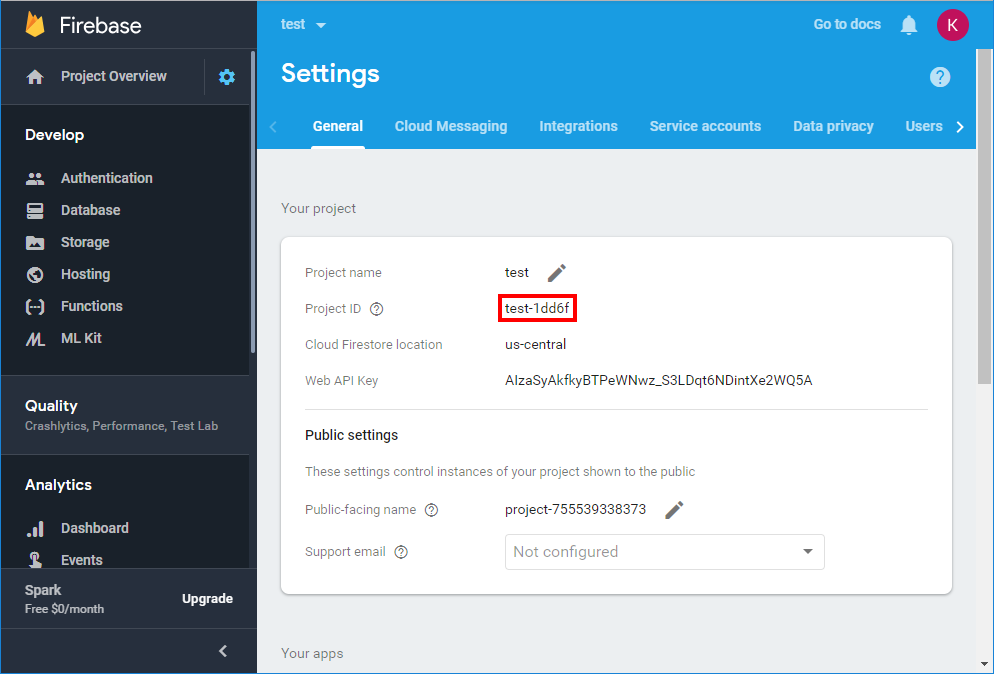 Firebase
test
Go to docs
K
Project Overview
Settings
?
General Cloud Messaging Integrations Service accounts Data privacy Users
Develop
Authentication
Database
Storage
Hosting
Functions
ML Kit
Quality
Crashlytics, Performance, Test Lab
Analytics
Dashboard
Events
Spark
Free $0/month
Upgrade
Your project
Project name test
Project ID ? test-1dd6f
Cloud Firestore location us-central
Web API Key AIzaSyAkfkyBTPeWNwz_S3LDqt6NDintXe2WQ5A
Public settings
These settings control instances of your project shown to the public
Public-facing name ? project-755539338373
Support email ? Not configured
Your apps